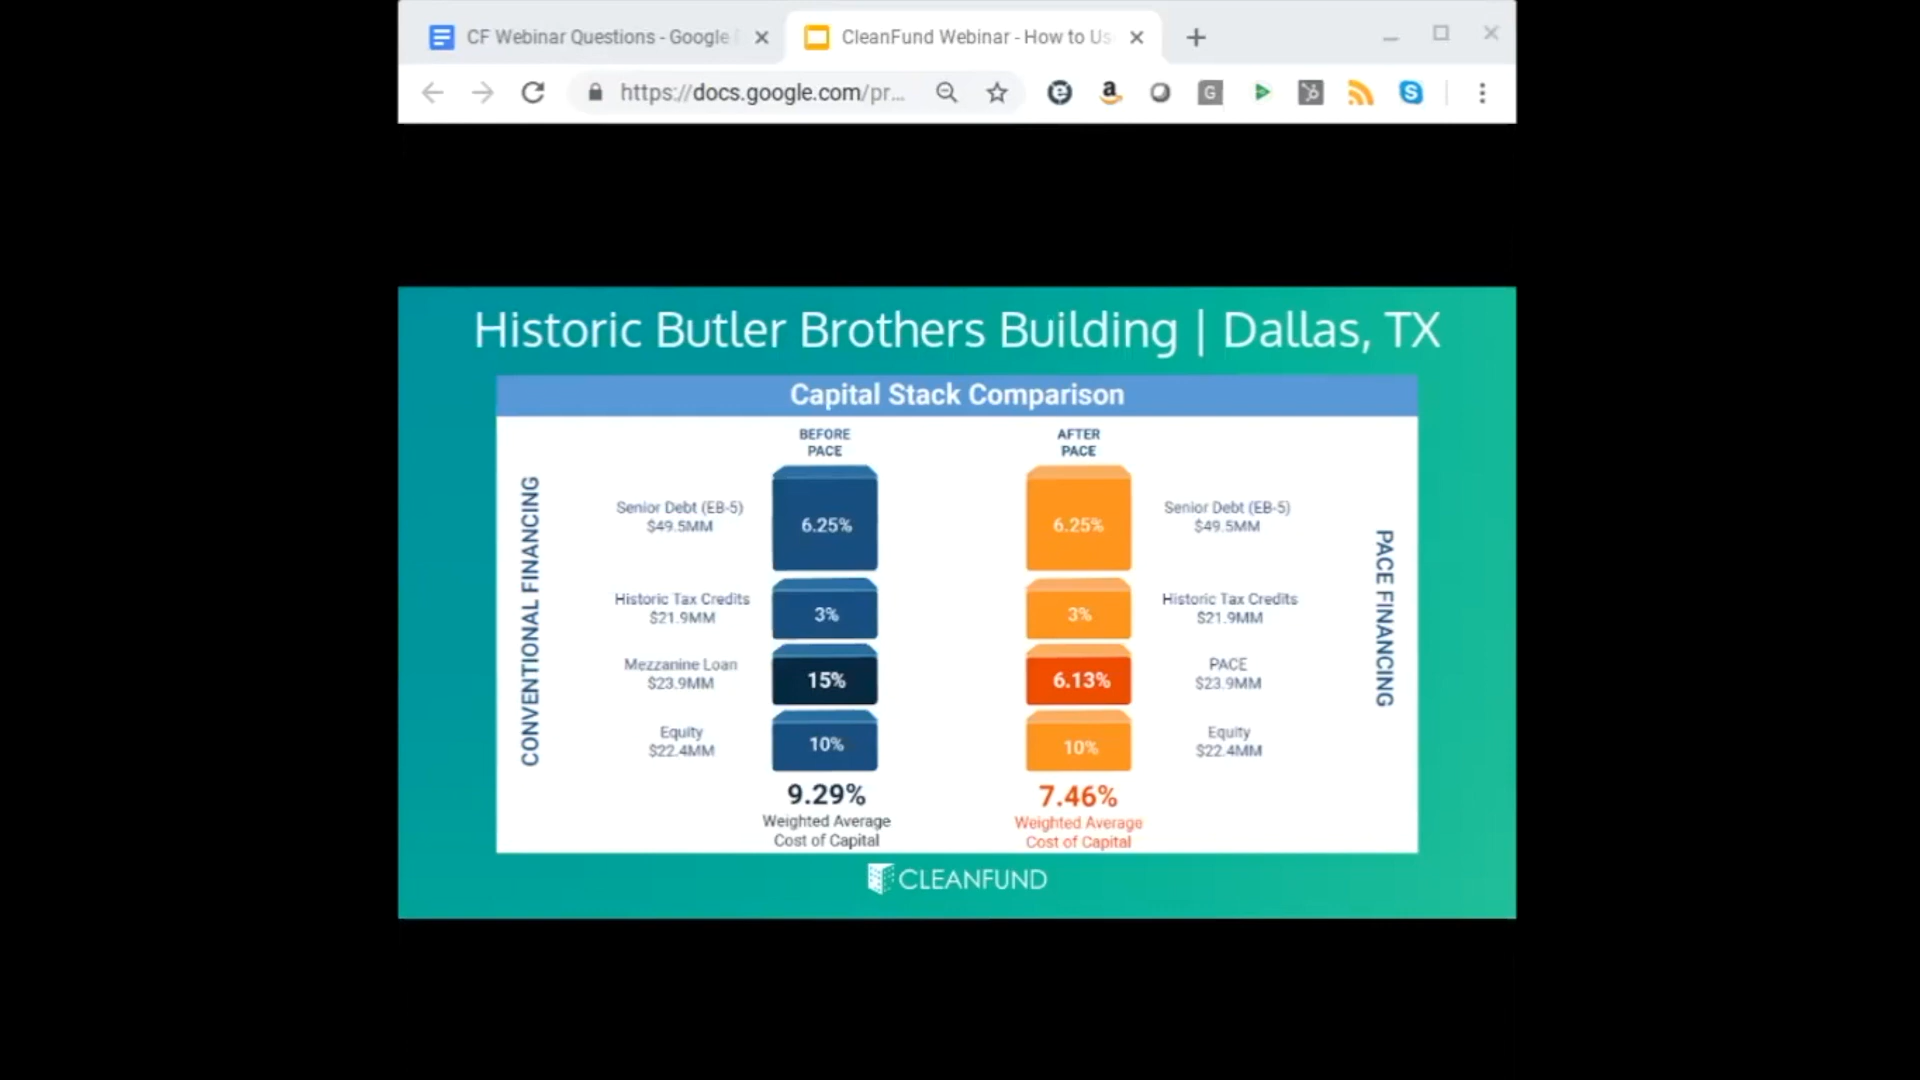 CF Webinar Questions - Google
CleanFund Webinar - How to Us
https://docs.google.com/pr...
Historic Butler Brothers Building | Dallas, TX
Capital Stack Comparison
BEFORE
PACE
AFTER
PACE
CONVENTIONAL FINANCING
Senior Debt (EB-5)
$49.5MM
6.25%
6.25%
Senior Debt (EB-5)
$49.5MM
Historic Tax Credits
$21.9MM
3%
3%
Historic Tax Credits
$21.9MM
Mezzanine Loan
$23.9MM
15%
6.13%
PACE
$23.9MM
Equity
$22.4MM
10%
10%
Equity
$22.4MM
PACE FINANCING
9.29%
Weighted Average
Cost of Capital
7.46%
Weighted Average
Cost of Capital
CLEANFUND